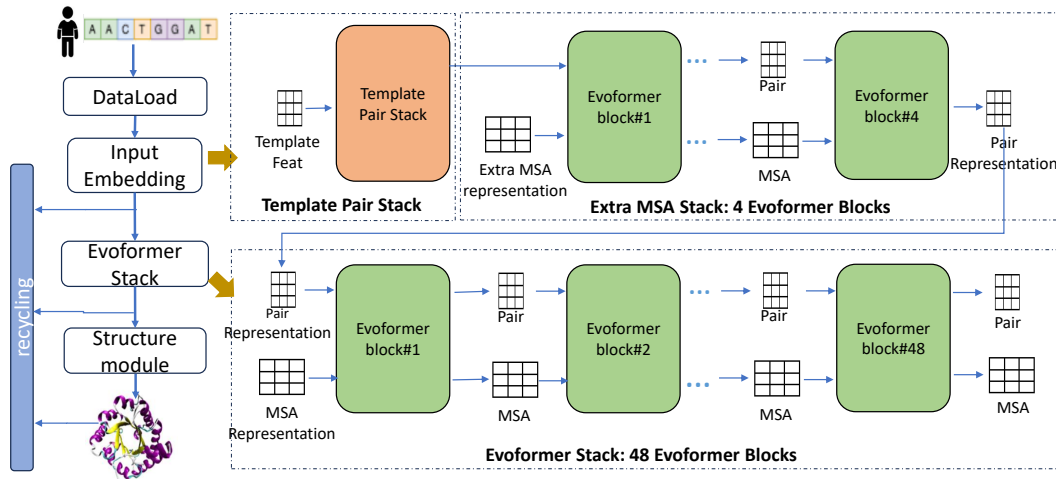 A A C T G G A T
DataLoad
Input
Embedding
Evoformer
Stack
Structure
module
recycling
Template
Feat
Template
Pair Stack
Template Pair Stack
Extra MSA
representation
Evoformer
block#1
...
Pair
...
MSA
Evoformer
block#4
Pair
Representation
Extra MSA Stack: 4 Evoformer Blocks
Pair
Representation
MSA
Representation
Evoformer
block#1
Pair
MSA
Evoformer
block#2
...
Pair
...
MSA
Evoformer
block#48
Pair
MSA
Evoformer Stack: 48 Evoformer Blocks